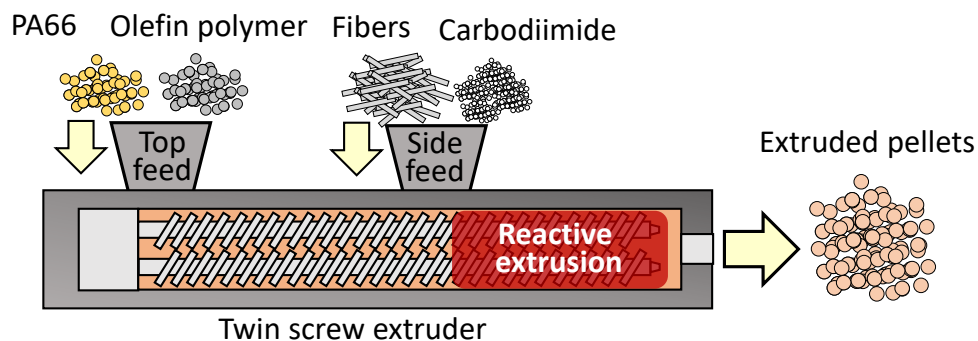 PA66 Olefin polymer Fibers Carbodiimide
Top
feed
Side
feed
Extruded pellets
Reactive
extrusion
Twin screw extruder